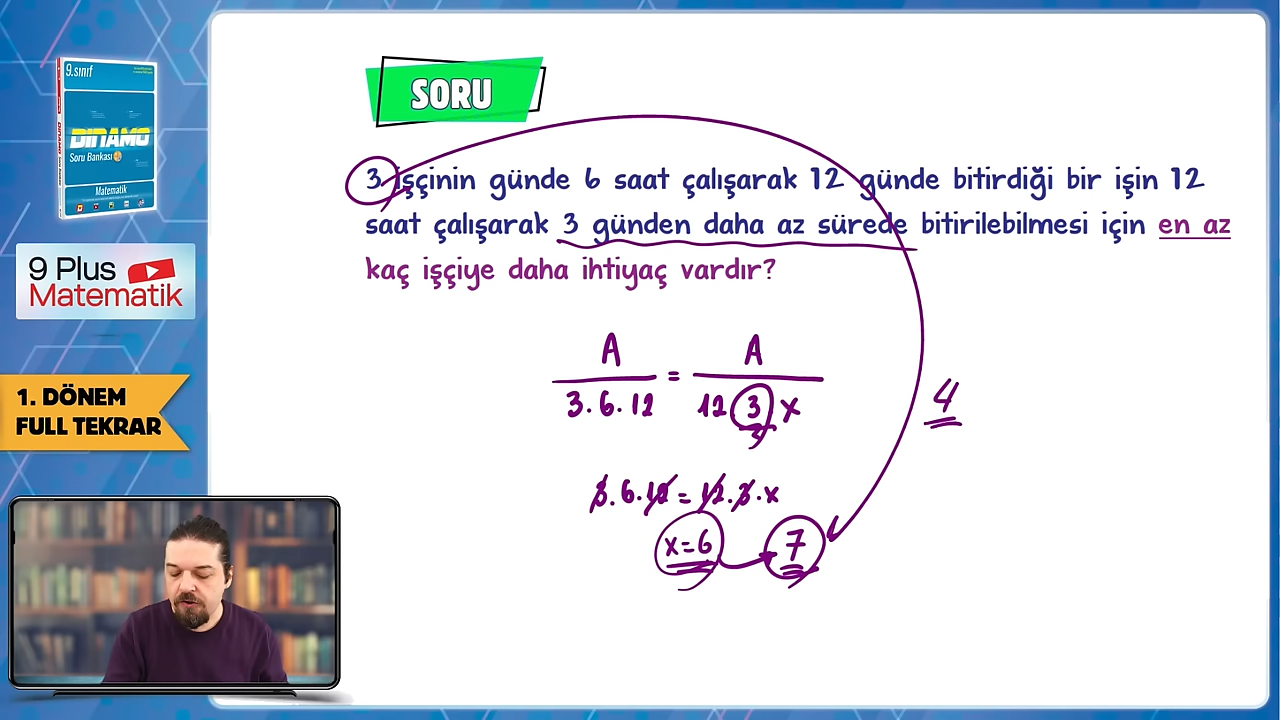 9.sınıf
DİNAMO
Soru Bankası
Matematik
9 Plus
Matematik
1. DÖNEM
FULL TEKRAR
SORU
3 işçinin günde 6 saat çalışarak 12 günde bitirdiği bir işin 12
saat çalışarak 3 günden daha az sürede bitirilebilmesi için en az
kaç işçiye daha ihtiyaç vardır?
A = A
3.6.12 12 3 x
3
4
3.6.12 = 12.3.x
x=6 7